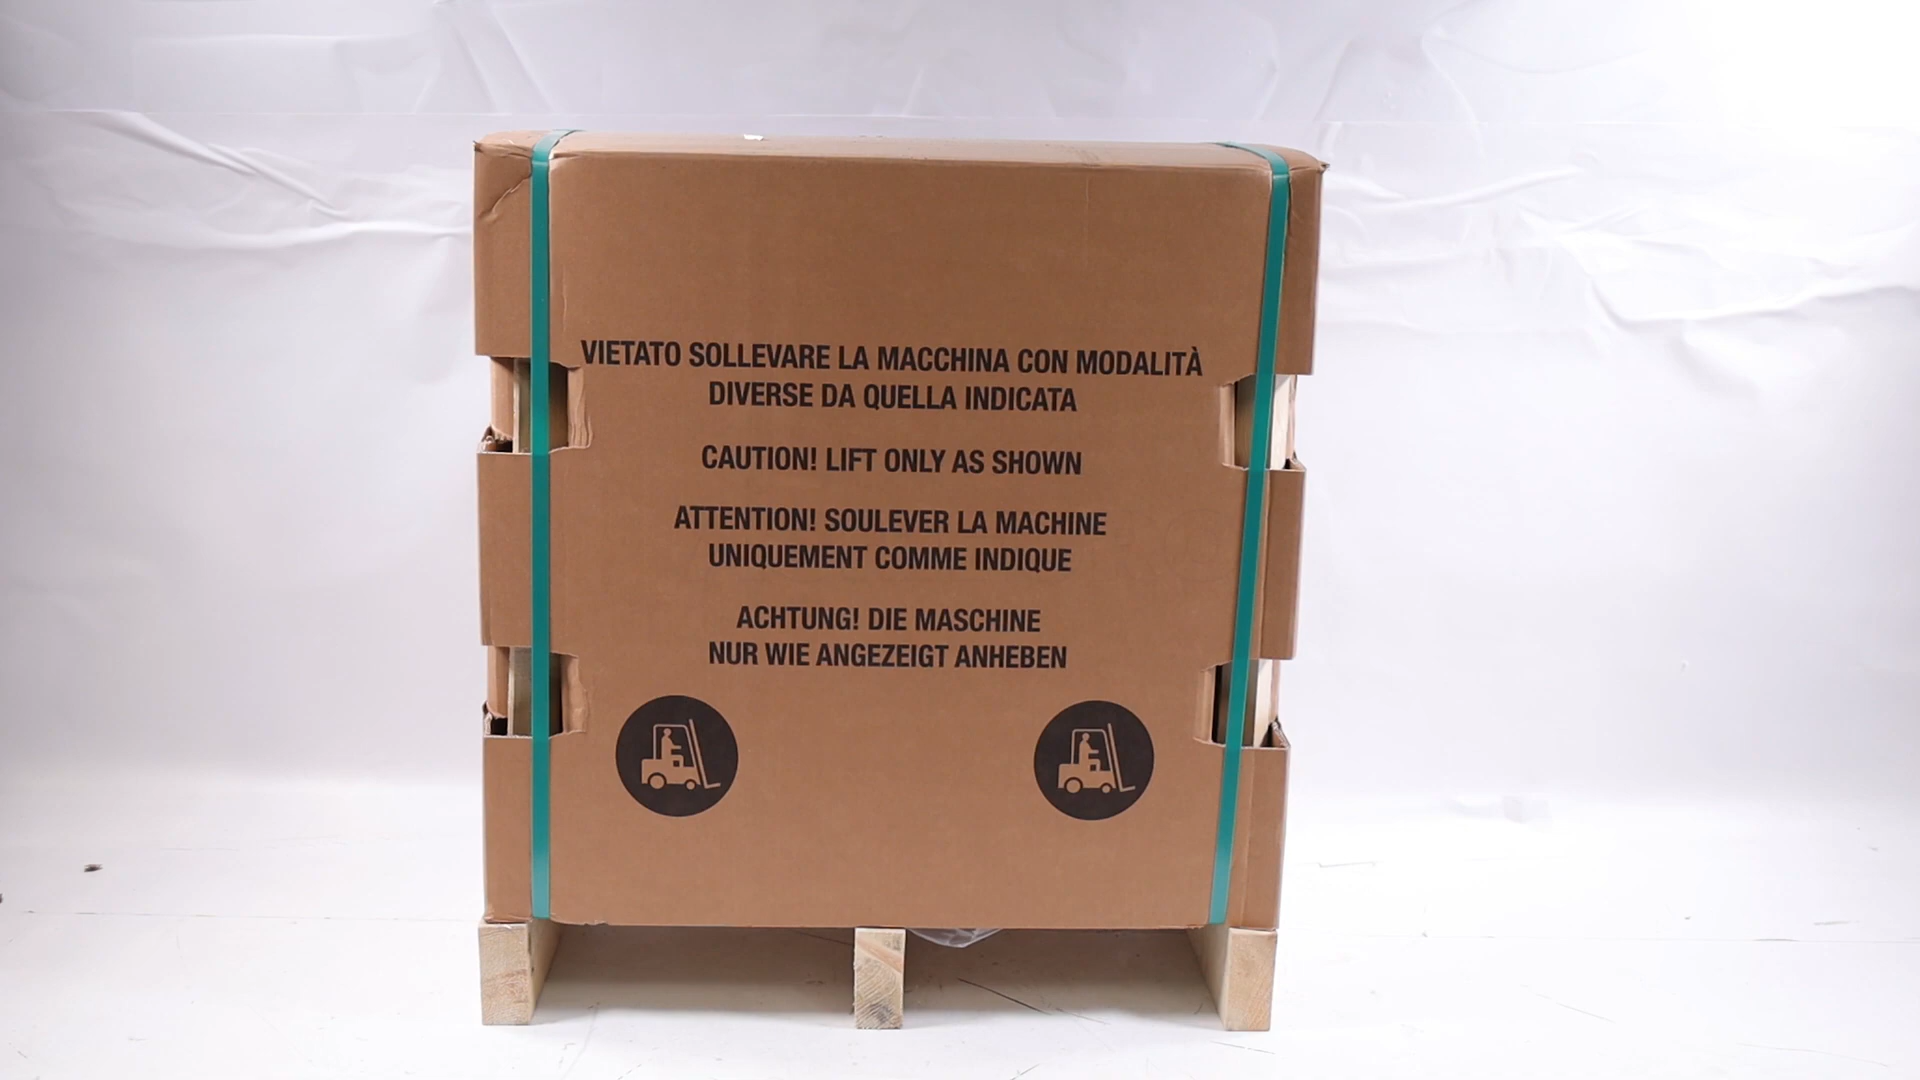 VIETATO SOLLEVARE LA MACCHINA CON MODALITÀ
DIVERSE DA QUELLA INDICATA
CAUTION! LIFT ONLY AS SHOWN
ATTENTION! SOULEVER LA MACHINE
UNIQUEMENT COMME INDIQUE
ACHTUNG! DIE MASCHINE
NUR WIE ANGEZEIGT ANHEBEN